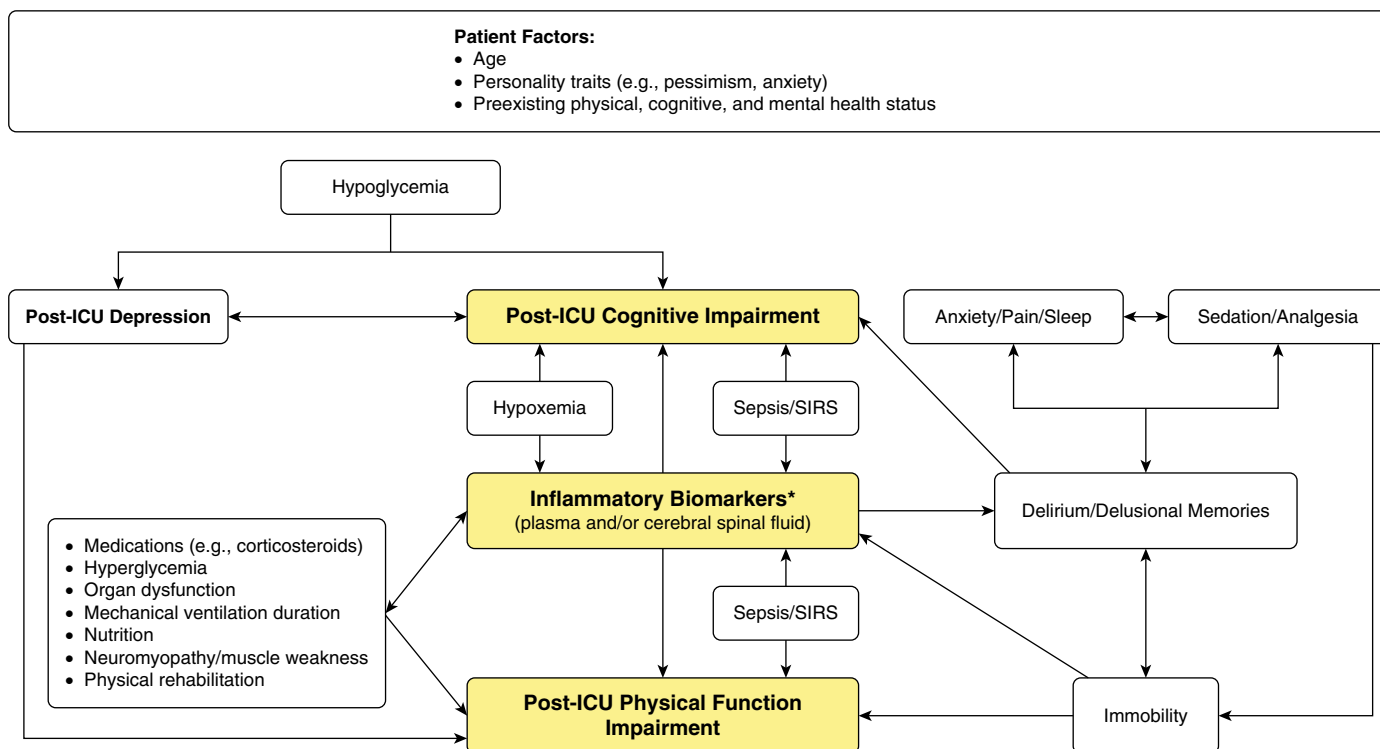 Patient Factors:
• Age
• Personality traits (e.g., pessimism, anxiety)
• Preexisting physical, cognitive, and mental health status
Hypoglycemia
Post-ICU Depression
Post-ICU Cognitive Impairment
Anxiety/Pain/Sleep
Sedation/Analgesia
Hypoxemia
Sepsis/SIRS
Inflammatory Biomarkers*
(plasma and/or cerebral spinal fluid)
Delirium/Delusional Memories
• Medications (e.g., corticosteroids)
• Hyperglycemia
• Organ dysfunction
• Mechanical ventilation duration
• Nutrition
• Neuromyopathy/muscle weakness
• Physical rehabilitation
Sepsis/SIRS
Post-ICU Physical Function
Impairment
Immobility